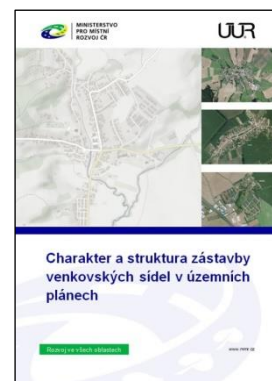 MINISTERSTVO
PRO MÍSTNÍ
ROZVOJ ČR
ÚÚR
Charakter a struktura zástavby
venkovských sídel v územních
plánech
Rozvoj ve všech oblastech
www.mmr.cz